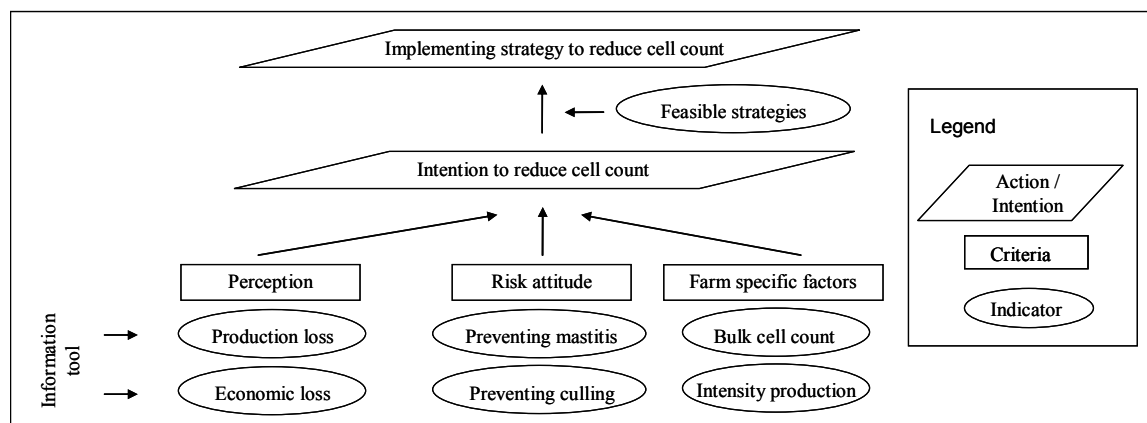 Implementing strategy to reduce cell count
Feasible strategies
Intention to reduce cell count
Perception
Risk attitude
Farm specific factors
Production loss
Preventing mastitis
Bulk cell count
Economic loss
Preventing culling
Intensity production
Information
tool
Legend
Action /
Intention
Criteria
Indicator